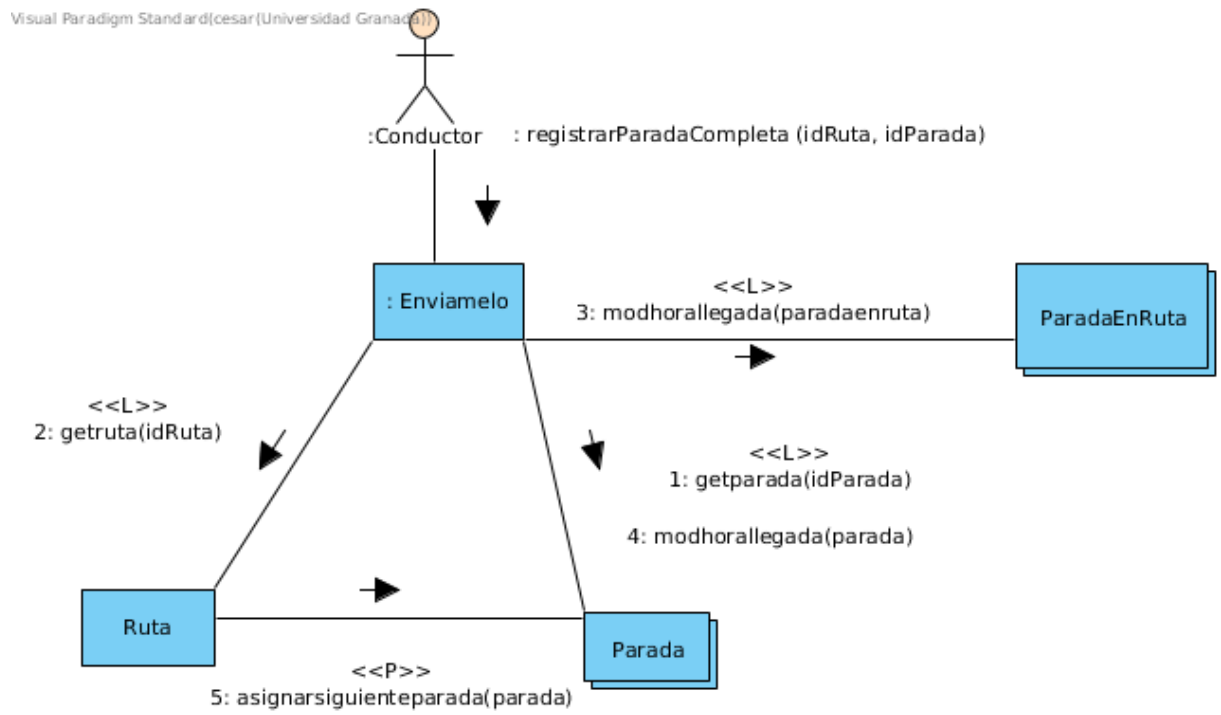 Visual Paradigm Standard(cesar(Universidad Granada))
:Conductor
: registrarParadaCompleta (idRuta, idParada)
: Enviamelo
<<L>>
3: modhorallegada(paradaenruta)
ParadaEnRuta
<<L>>
2: getruta(idRuta)
<<L>>
1: getparada(idParada)
4: modhorallegada(parada)
Ruta
Parada
<<P>>
5: asignarsiguienteparada(parada)